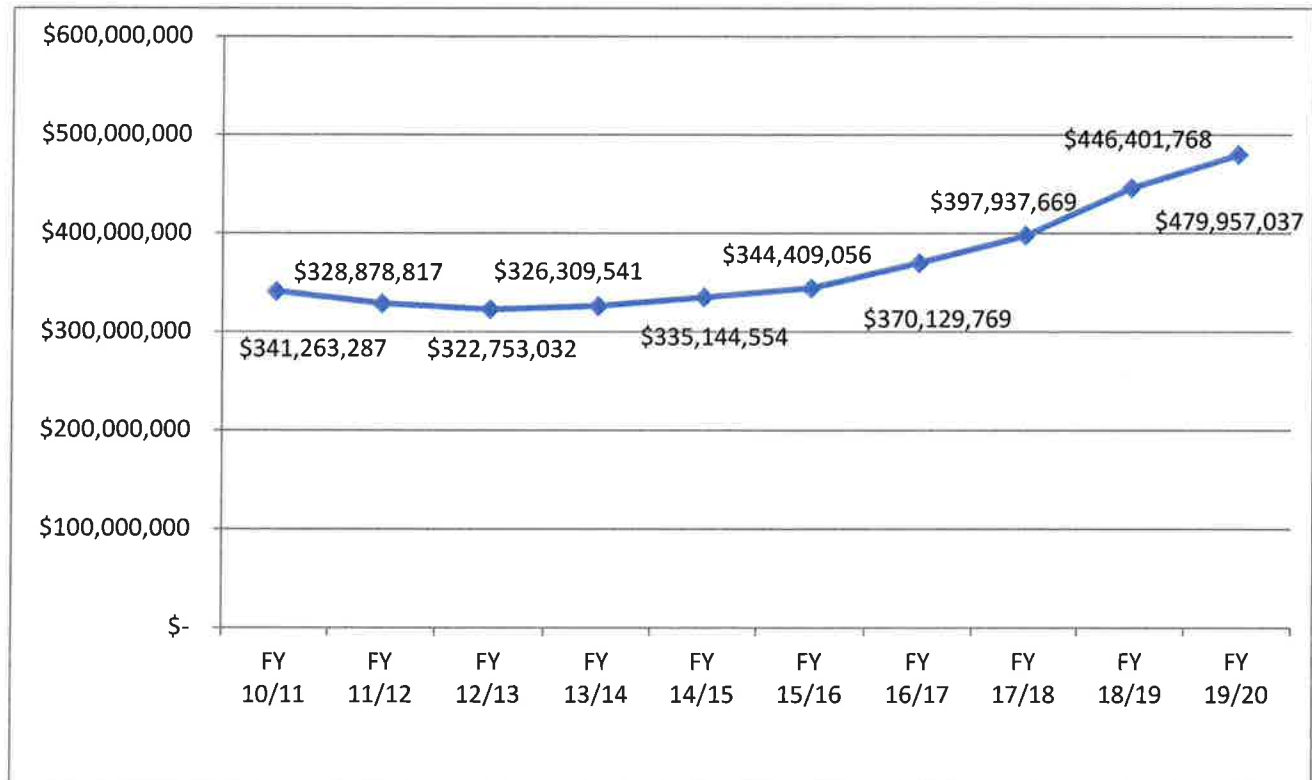 $600,000,000
$500,000,000
$400,000,000
$300,000,000
$200,000,000
$100,000,000
$-
$341,263,287
$328,878,817
$322,753,032
$326,309,541
$335,144,554
$344,409,056
$370,129,769
$397,937,669
$446,401,768
$479,957,037
FY
10/11
FY
11/12
FY
12/13
FY
13/14
FY
14/15
FY
15/16
FY
16/17
FY
17/18
FY
18/19
FY
19/20